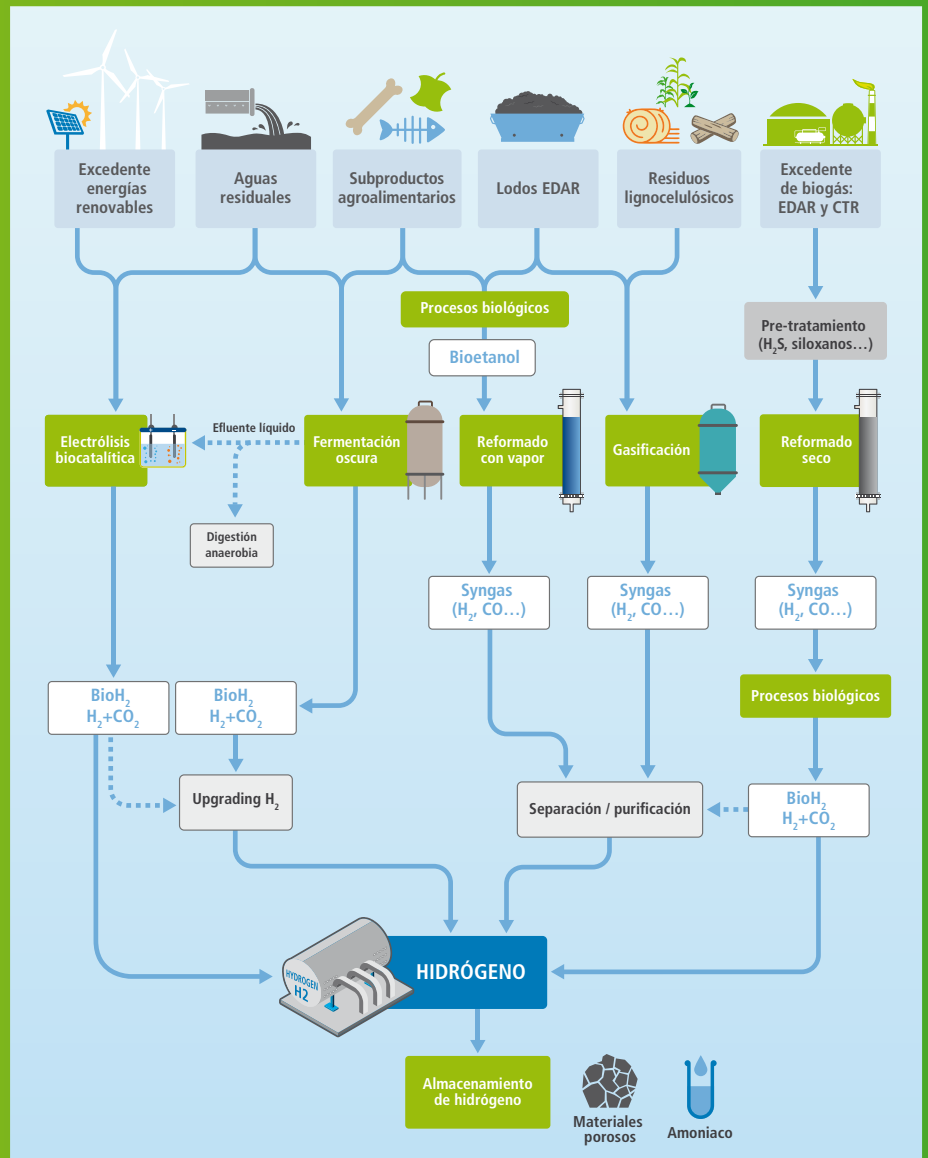 Excedente
energías
renovables
Aguas
residuales
Subproductos
agroalimentarios
Lodos EDAR
Residuos
lignocelulósicos
Excedente
de biogás:
EDAR y CTR
Procesos biológicos
Bioetanol
Pre-tratamiento
(H₂S, siloxanos…)
Electrólisis
biocatalítica
Efluente líquido
Fermentación
oscura
Reformado
con vapor
Gasificación
Reformado
seco
Digestión
anaerobia
Syngas
(H₂, CO…)
Syngas
(H₂, CO…)
Syngas
(H₂, CO…)
BioH₂
H₂+CO₂
BioH₂
H₂+CO₂
Procesos biológicos
Upgrading H₂
Separación / purificación
BioH₂
H₂+CO₂
HYDROGEN
H2
HIDRÓGENO
Almacenamiento
de hidrógeno
Materiales
porosos
Amoniaco